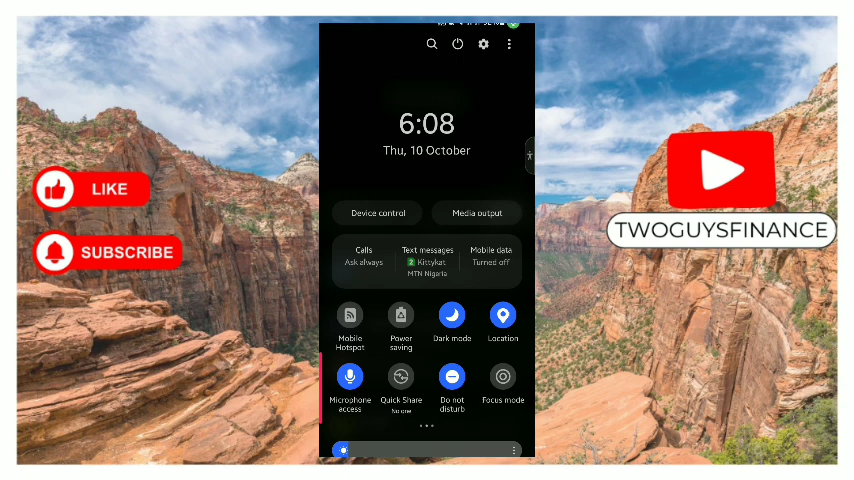 6:08
Thu, 10 October
Device control
Media output
Calls
Ask always
Text messages
2 Kittykat
MTN Nigeria
Mobile data
Turned off
Mobile
Hotspot
Power
saving
Dark mode
Location
Microphone
access
Quick Share
No one
Do not
disturb
Focus mode
LIKE
SUBSCRIBE
TWOGUYSFINANCE